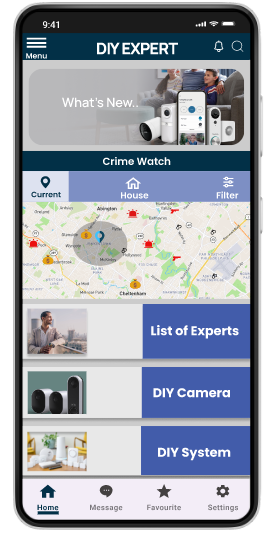 9:41
Menu
DIY EXPERT
What's New..
Crime Watch
Current
House
Filter
Abington
Cheltenham
List of Experts
DIY Camera
DIY System
Home
Message
Favourite
Settings